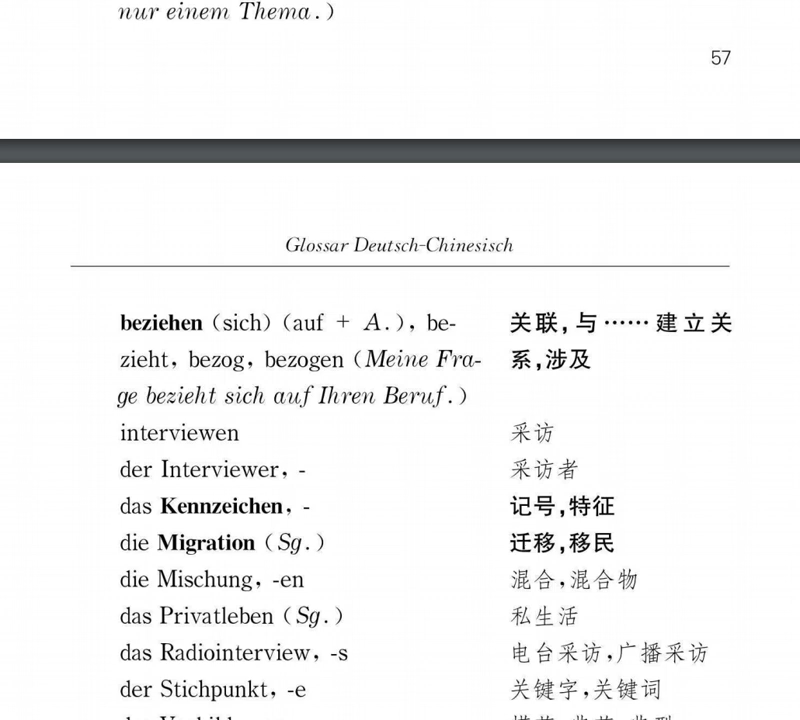 nur einem Thema.)
57
Glossar Deutsch-Chinesisch
beziehen (sich) (auf + A.), be- 关联,与……建立关
zieht, bezog, bezogen (Meine Fra- 系,涉及
ge bezieht sich auf Ihren Beruf.)
interviewen 采访
der Interviewer, - 采访者
das Kennzeichen, - 记号,特征
die Migration (Sg.) 迁移,移民
die Mischung, -en 混合,混合物
das Privatleben (Sg.) 私生活
das Radiointerview, -s 电台采访,广播采访
der Stichpunkt, -e 关键字,关键词